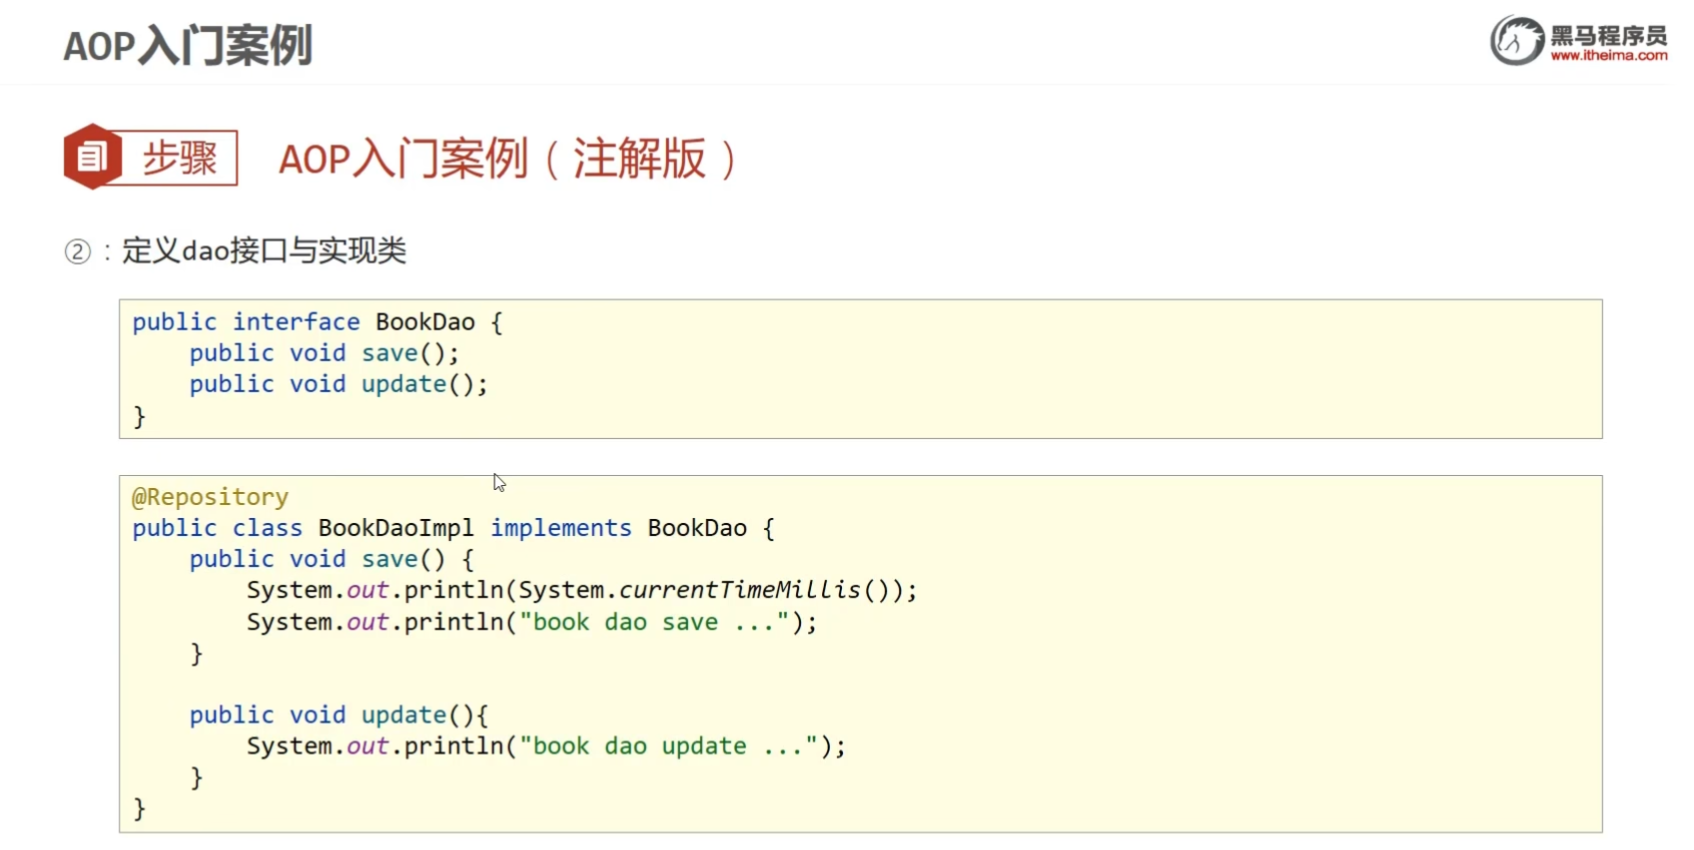 AOP入门案例
黑马程序员
www.itheima.com
步骤
AOP入门案例（注解版）
②：定义dao接口与实现类
public interface BookDao {
    public void save();
    public void update();
}
@Repository
public class BookDaoImpl implements BookDao {
    public void save() {
        System.out.println(System.currentTimeMillis());
        System.out.println("book dao save ...");
    }
    public void update(){
        System.out.println("book dao update ...");
    }
}